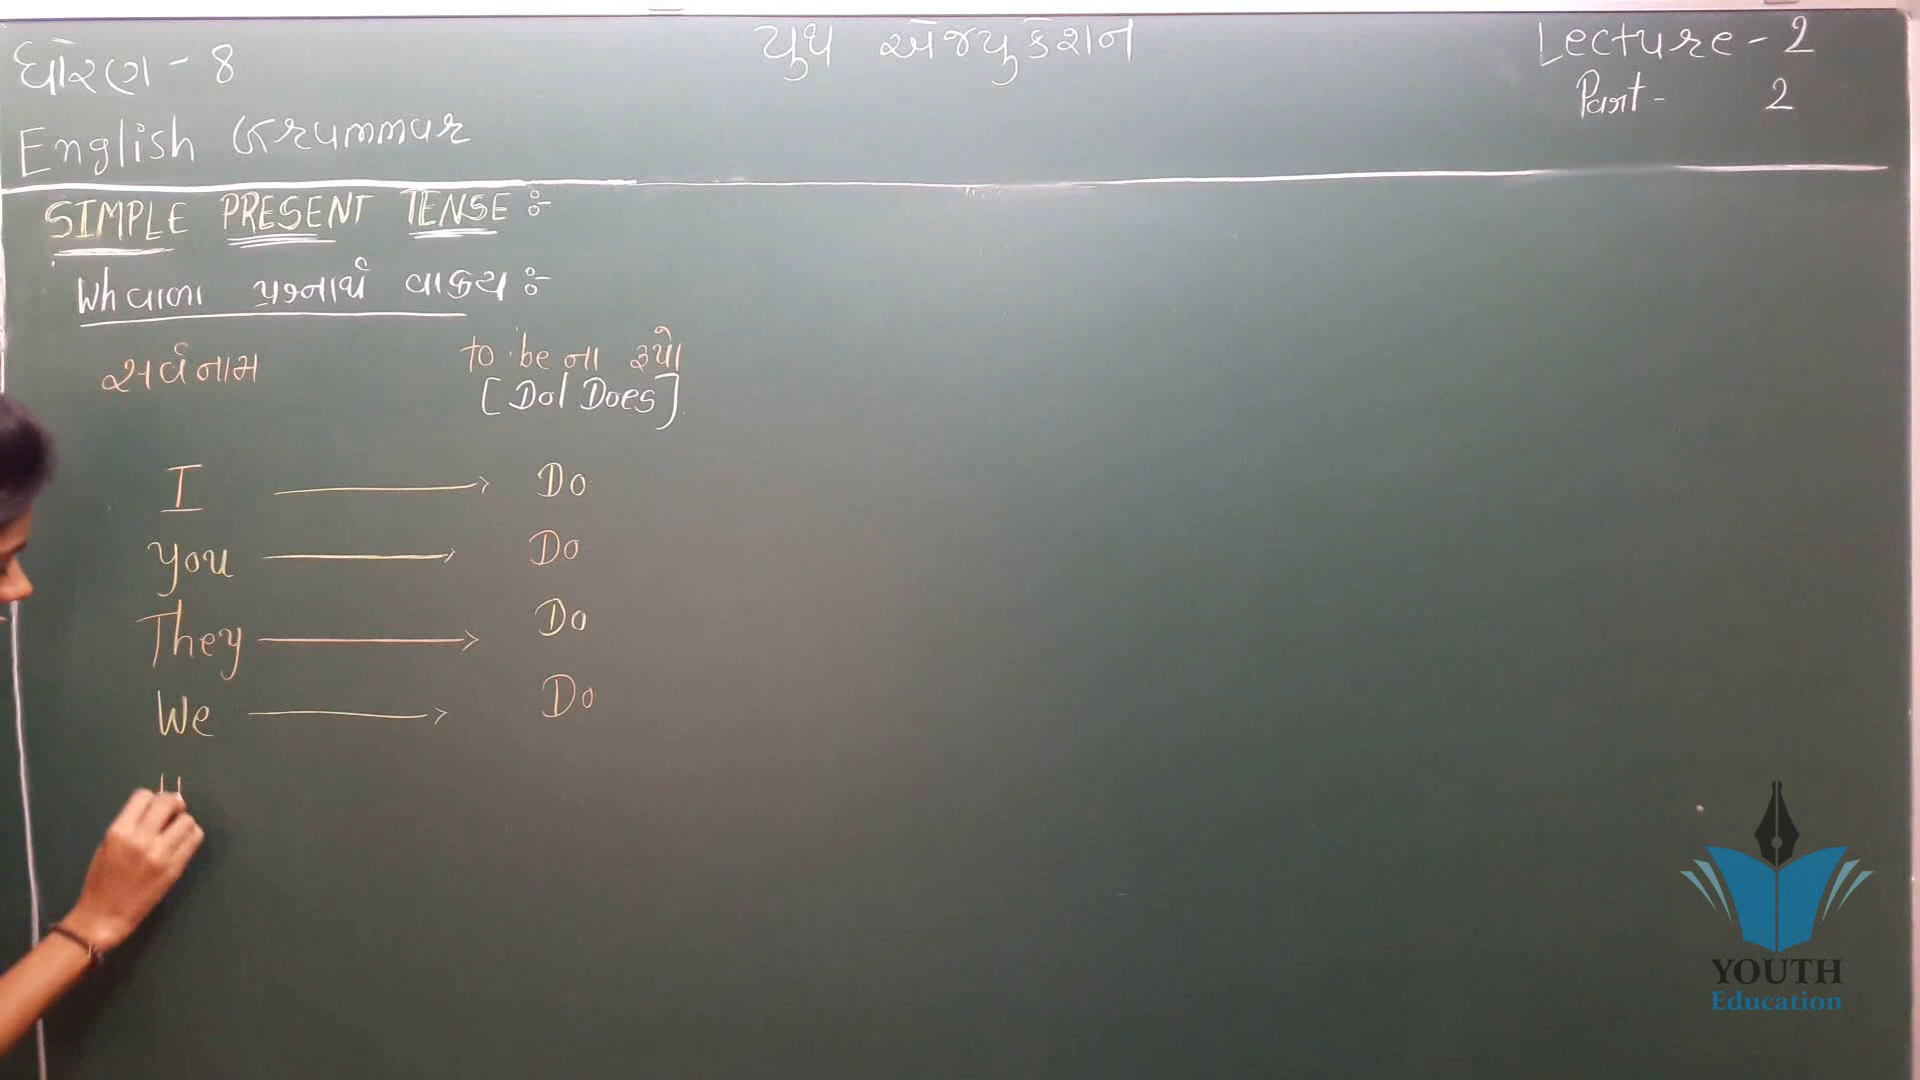 ધોરણ - 8
યુથ એજ્યુકેશન
Lecture - 2
Part - 2
English Grammar
SIMPLE PRESENT TENSE :-
Wh વાળા પ્રશ્નાર્થ વાક્ય :-
સર્વનામ to be ના રૂપો
[Do/Does]
I → Do
You → Do
They → Do
We → Do
H
YOUTH
Education